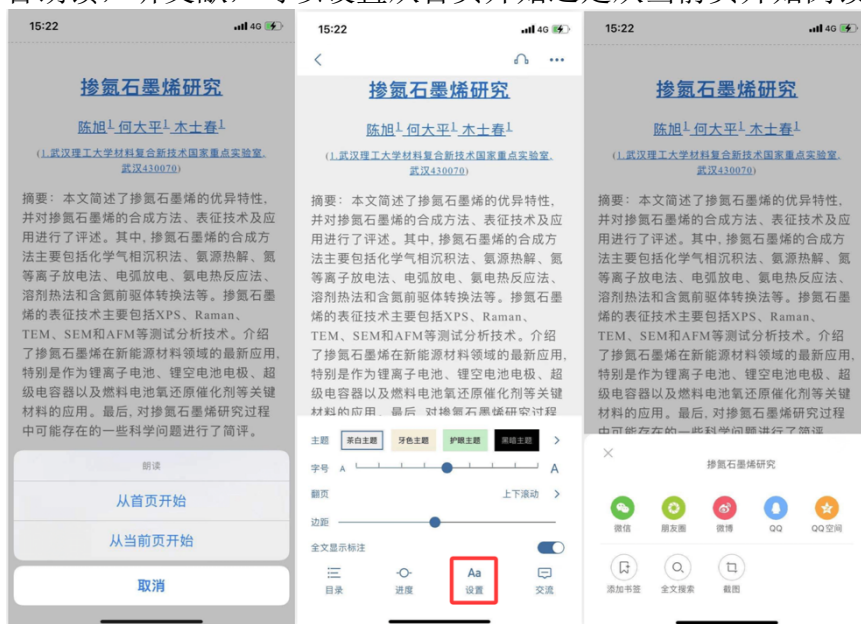 15:22
4G
掺氮石墨烯研究
陈旭1 何大平1 木士春1
(1.武汉理工大学材料复合新技术国家重点实验室,
武汉430070)
摘要: 本文简述了掺氮石墨烯的优异特性,
并对掺氮石墨烯的合成方法、表征技术及应
用进行了评述。其中, 掺氮石墨烯的合成方
法主要包括化学气相沉积法、氨源热解、氮
等离子放电法、电弧放电、氨电热反应法、
溶剂热法和含氮前驱体转换法等。掺氮石墨
烯的表征技术主要包括XPS、Raman、
TEM、SEM和AFM等测试分析技术。介绍
了掺氮石墨烯在新能源材料领域的最新应用,
特别是作为锂离子电池、锂空电池电极、超
级电容器以及燃料电池氧还原催化剂等关键
材料的应用。最后, 对掺氮石墨烯研究过程
中可能存在的一些科学问题进行了简评。
朗读
从首页开始
从当前页开始
取消
15:22
4G
掺氮石墨烯研究
陈旭1 何大平1 木士春1
(1.武汉理工大学材料复合新技术国家重点实验室,
武汉430070)
摘要: 本文简述了掺氮石墨烯的优异特性,
并对掺氮石墨烯的合成方法、表征技术及应
用进行了评述。其中, 掺氮石墨烯的合成方
法主要包括化学气相沉积法、氨源热解、氮
等离子放电法、电弧放电、氨电热反应法、
溶剂热法和含氮前驱体转换法等。掺氮石墨
烯的表征技术主要包括XPS、Raman、
TEM、SEM和AFM等测试分析技术。介绍
了掺氮石墨烯在新能源材料领域的最新应用,
特别是作为锂离子电池、锂空电池电极、超
级电容器以及燃料电池氧还原催化剂等关键
材料的应用。最后, 对掺氮石墨烯研究过程
主题 茶白主题 牙色主题 护眼主题 黑暗主题
字号 A A
翻页 上下滚动
边距
全文显示标注
Aa
目录 进度 设置 交流
15:22
4G
掺氮石墨烯研究
陈旭1 何大平1 木士春1
(1.武汉理工大学材料复合新技术国家重点实验室,
武汉430070)
摘要: 本文简述了掺氮石墨烯的优异特性,
并对掺氮石墨烯的合成方法、表征技术及应
用进行了评述。其中, 掺氮石墨烯的合成方
法主要包括化学气相沉积法、氨源热解、氮
等离子放电法、电弧放电、氨电热反应法、
溶剂热法和含氮前驱体转换法等。掺氮石墨
烯的表征技术主要包括XPS、Raman、
TEM、SEM和AFM等测试分析技术。介绍
了掺氮石墨烯在新能源材料领域的最新应用,
特别是作为锂离子电池、锂空电池电极、超
级电容器以及燃料电池氧还原催化剂等关键
材料的应用。最后, 对掺氮石墨烯研究过程
中可能存在的一些科学问题进行了简评
掺氮石墨烯研究
微信 朋友圈 微博 QQ QQ空间
添加书签 全文搜索 截图